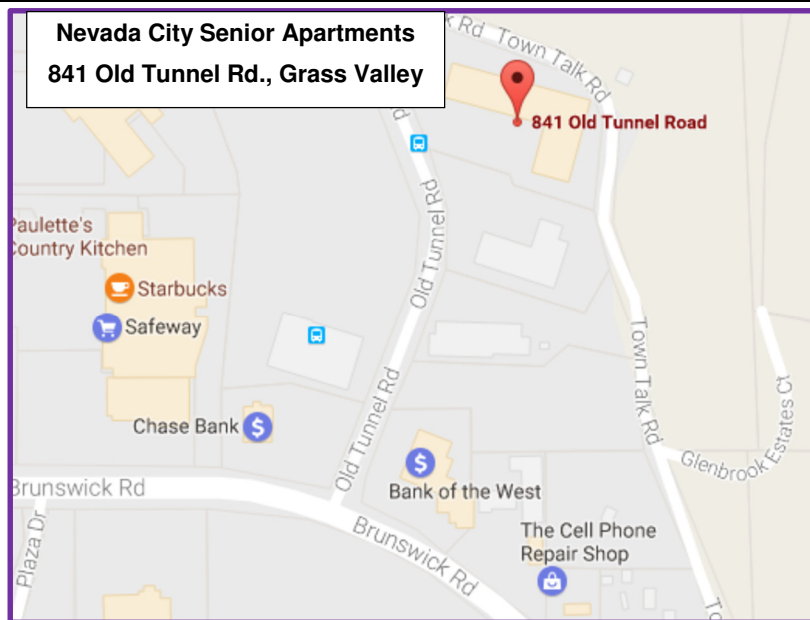 Nevada City Senior Apartments
841 Old Tunnel Rd., Grass Valley
k Rd
Town Talk Rd
841 Old Tunnel Road
Rd
Old Tunnel Rd
Paulette's
Country Kitchen
Starbucks
Safeway
Old Tunnel Rd
Town Talk Rd
Chase Bank
Glenbrook Estates Ct
Bank of the West
Brunswick Rd
Brunswick Rd
Plaza Dr
The Cell Phone
Repair Shop
To